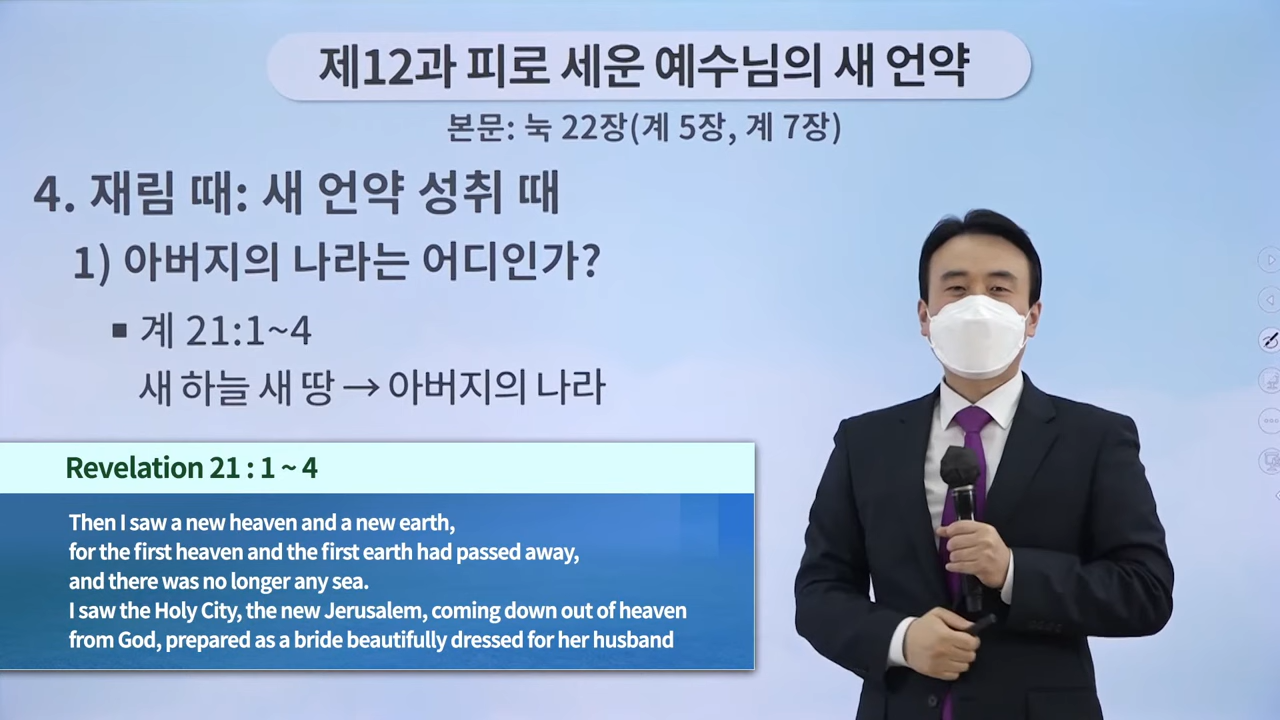 제12과 피로 세운 예수님의 새 언약
본문: 눅 22장(계 5장, 계 7장)
4. 재림 때: 새 언약 성취 때
1) 아버지의 나라는 어디인가?
▪ 계 21:1~4
새 하늘 새 땅 → 아버지의 나라
Revelation 21 : 1 ~ 4
Then I saw a new heaven and a new earth,
for the first heaven and the first earth had passed away,
and there was no longer any sea.
I saw the Holy City, the new Jerusalem, coming down out of heaven
from God, prepared as a bride beautifully dressed for her husband